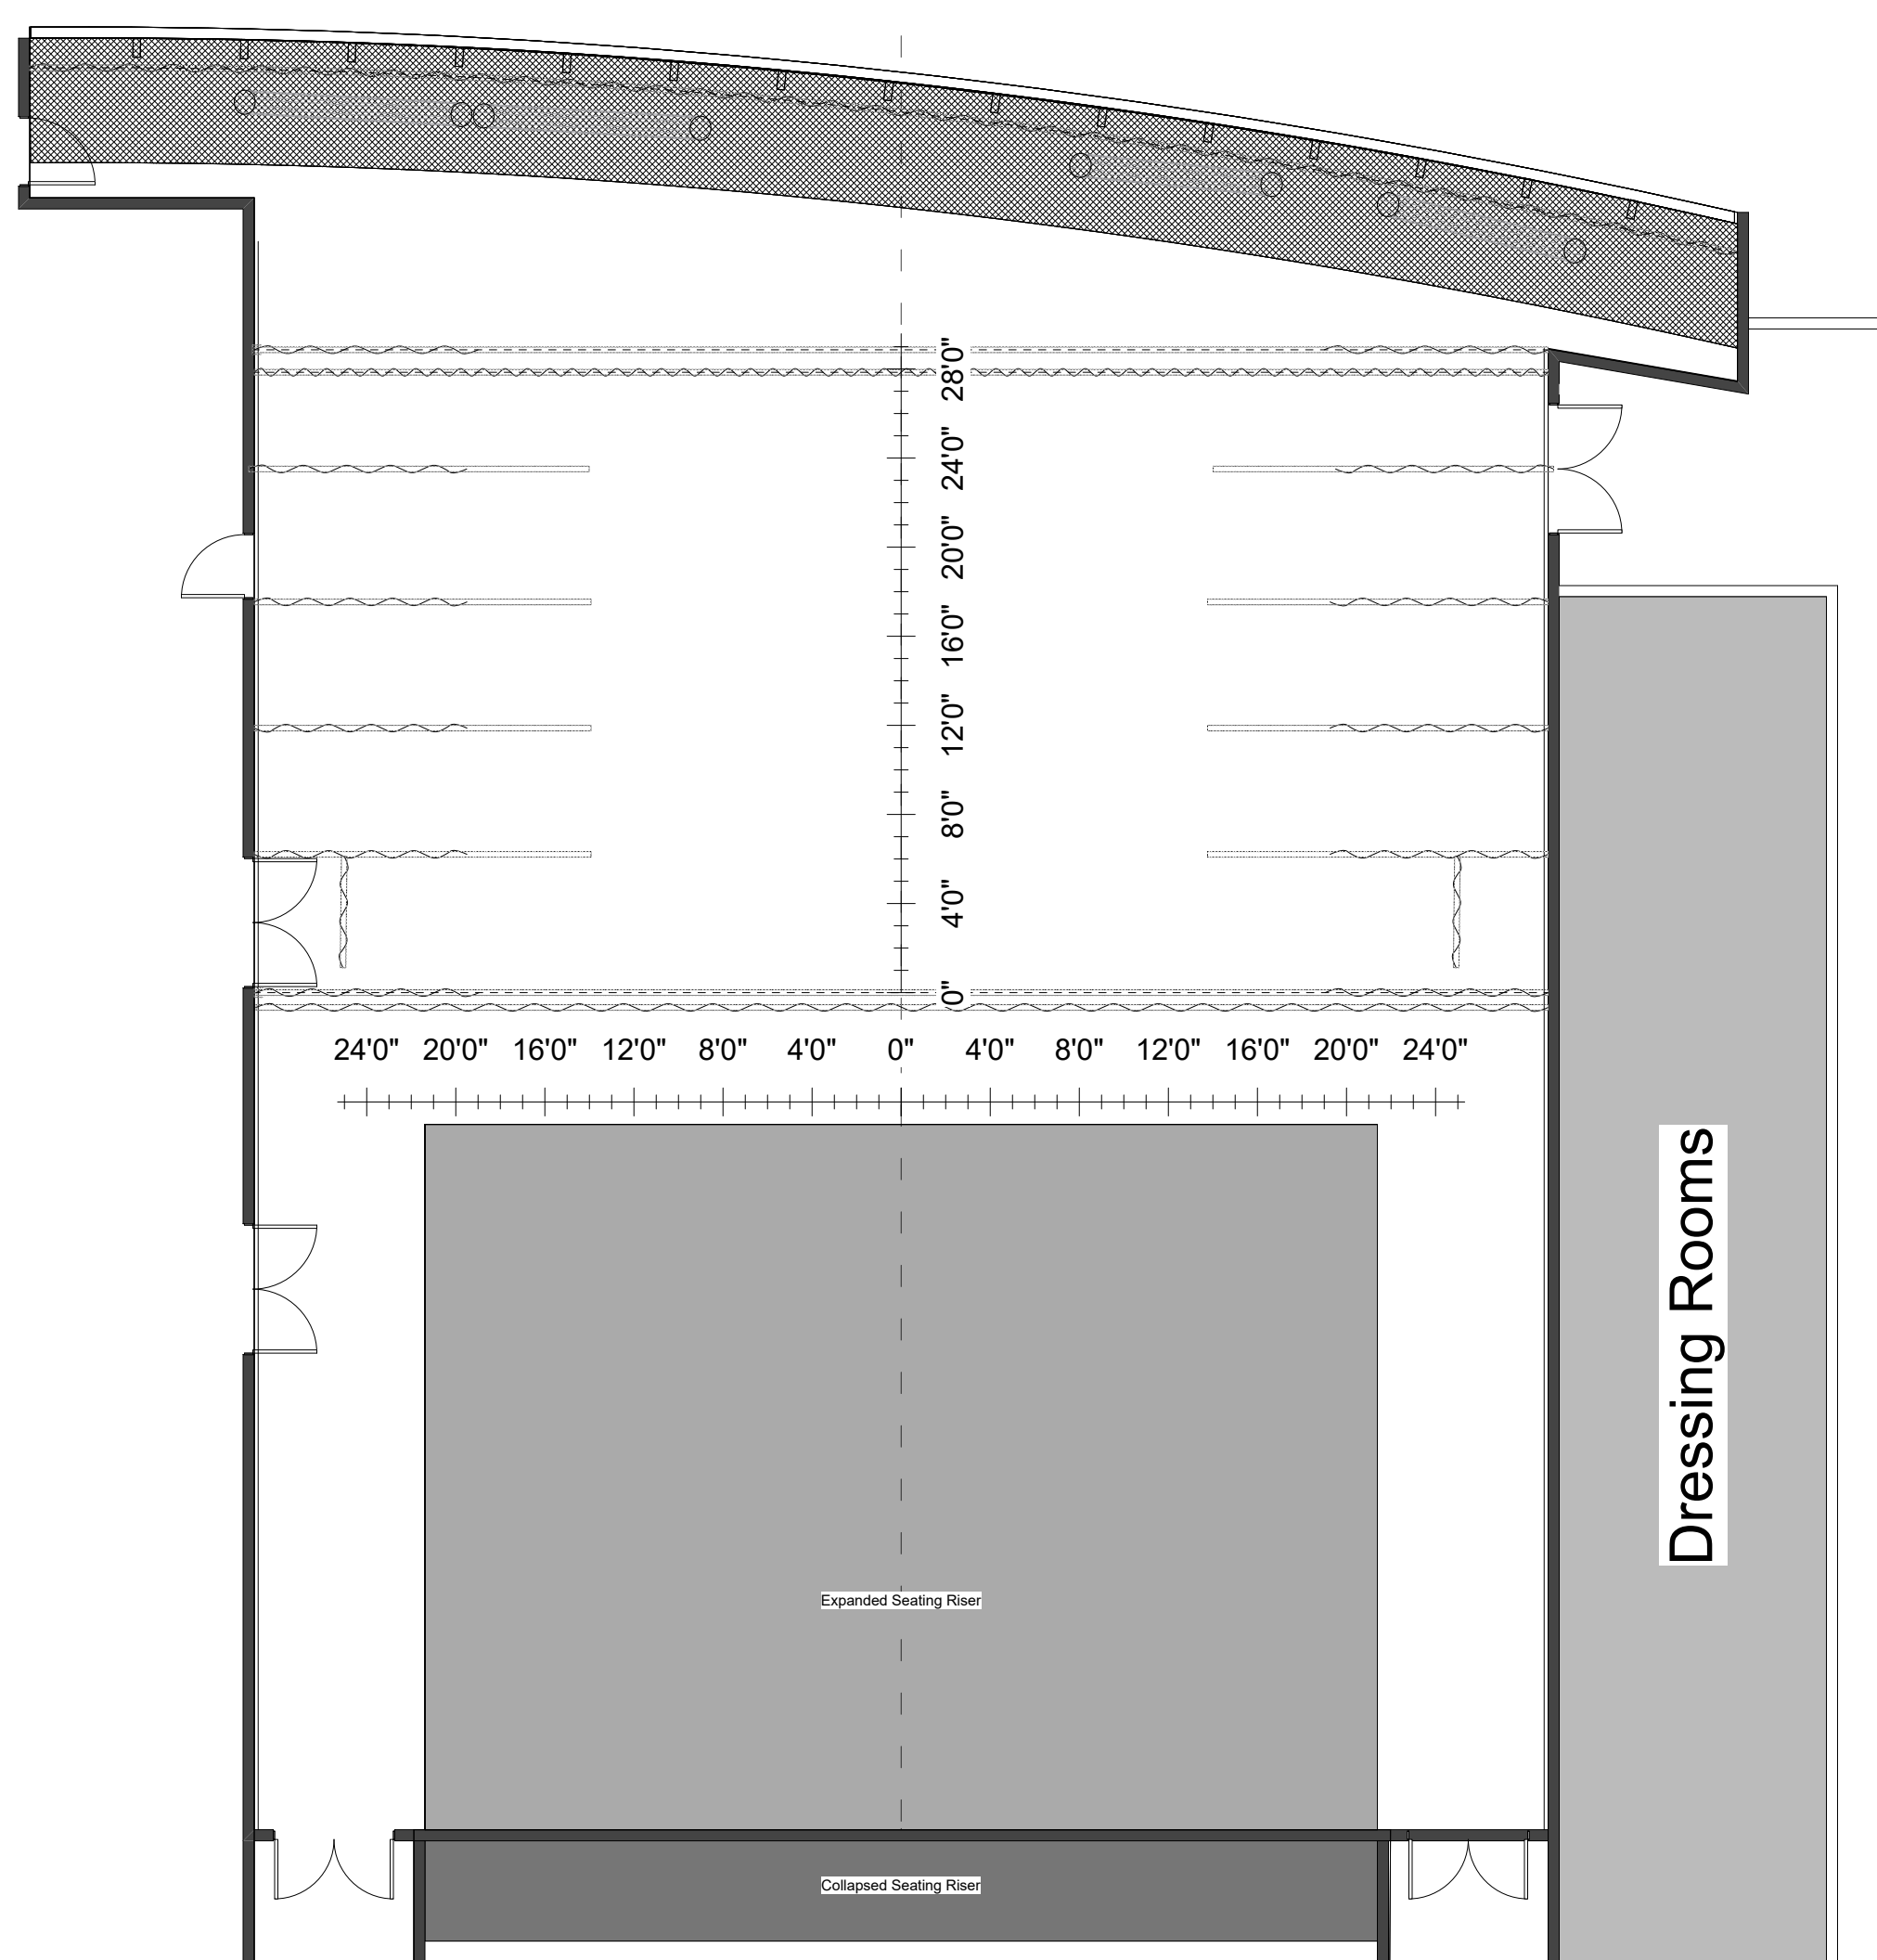 28'0"
24'0"
20'0"
16'0"
12'0"
8'0"
4'0"
0"
24'0" 20'0" 16'0" 12'0" 8'0" 4'0" 0" 4'0" 8'0" 12'0" 16'0" 20'0" 24'0"
Dressing Rooms
Expanded Seating Riser
Collapsed Seating Riser